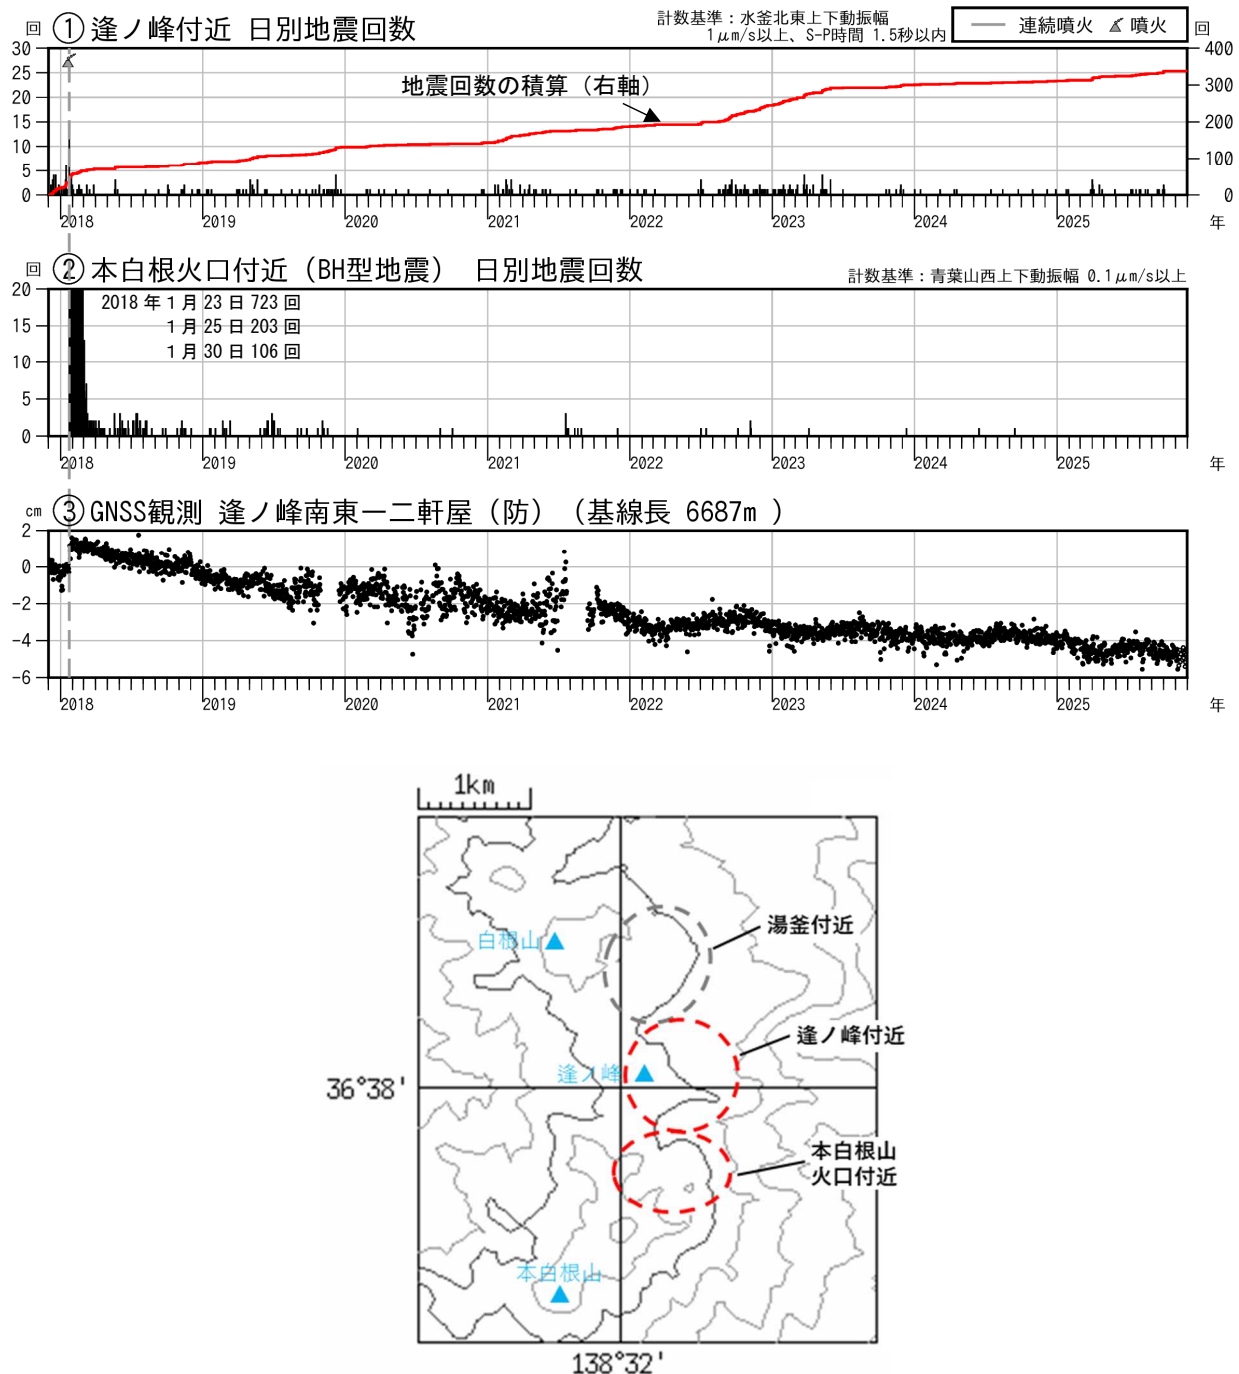 回 ① 逢ノ峰付近 日別地震回数
計数基準：水釜北東上下動振幅
1μm/s以上、S-P時間 1.5秒以内
連続噴火 噴火
回
30 25 20 15 10 5 0
400 300 200 100 0
地震回数の積算（右軸）
2018 2019 2020 2021 2022 2023 2024 2025 年
回 ② 本白根火口付近（BH型地震） 日別地震回数
計数基準：青葉山西上下動振幅 0.1μm/s以上
20 15 10 5 0
2018 年 1 月 23 日 723 回
1 月 25 日 203 回
1 月 30 日 106 回
2018 2019 2020 2021 2022 2023 2024 2025 年
cm ③ GNSS観測 逢ノ峰南東一二軒屋（防）（基線長 6687m ）
2 0 -2 -4 -6
2018 2019 2020 2021 2022 2023 2024 2025 年
1km
湯釜付近
白根山
逢ノ峰付近
逢ノ峰
36°38'
本白根山
火口付近
本白根山
138°32'